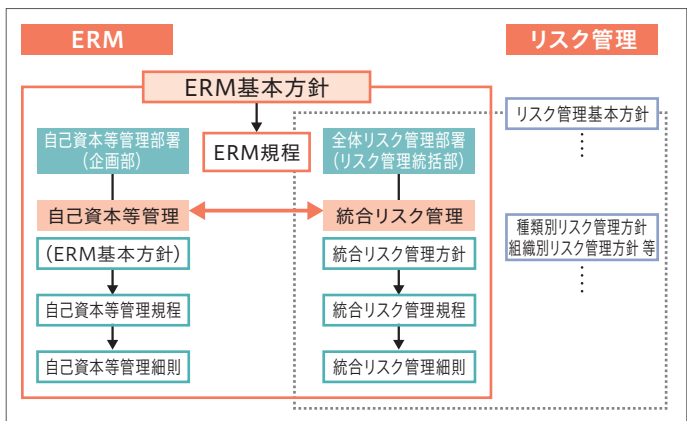 ERM
リスク管理
ERM基本方針
リスク管理基本方針
自己資本等管理部署
(企画部)
ERM規程
全体リスク管理部署
(リスク管理統括部)
自己資本等管理
統合リスク管理
種類別リスク管理方針
組織別リスク管理方針 等
(ERM基本方針)
統合リスク管理方針
自己資本等管理規程
統合リスク管理規程
自己資本等管理細則
統合リスク管理細則